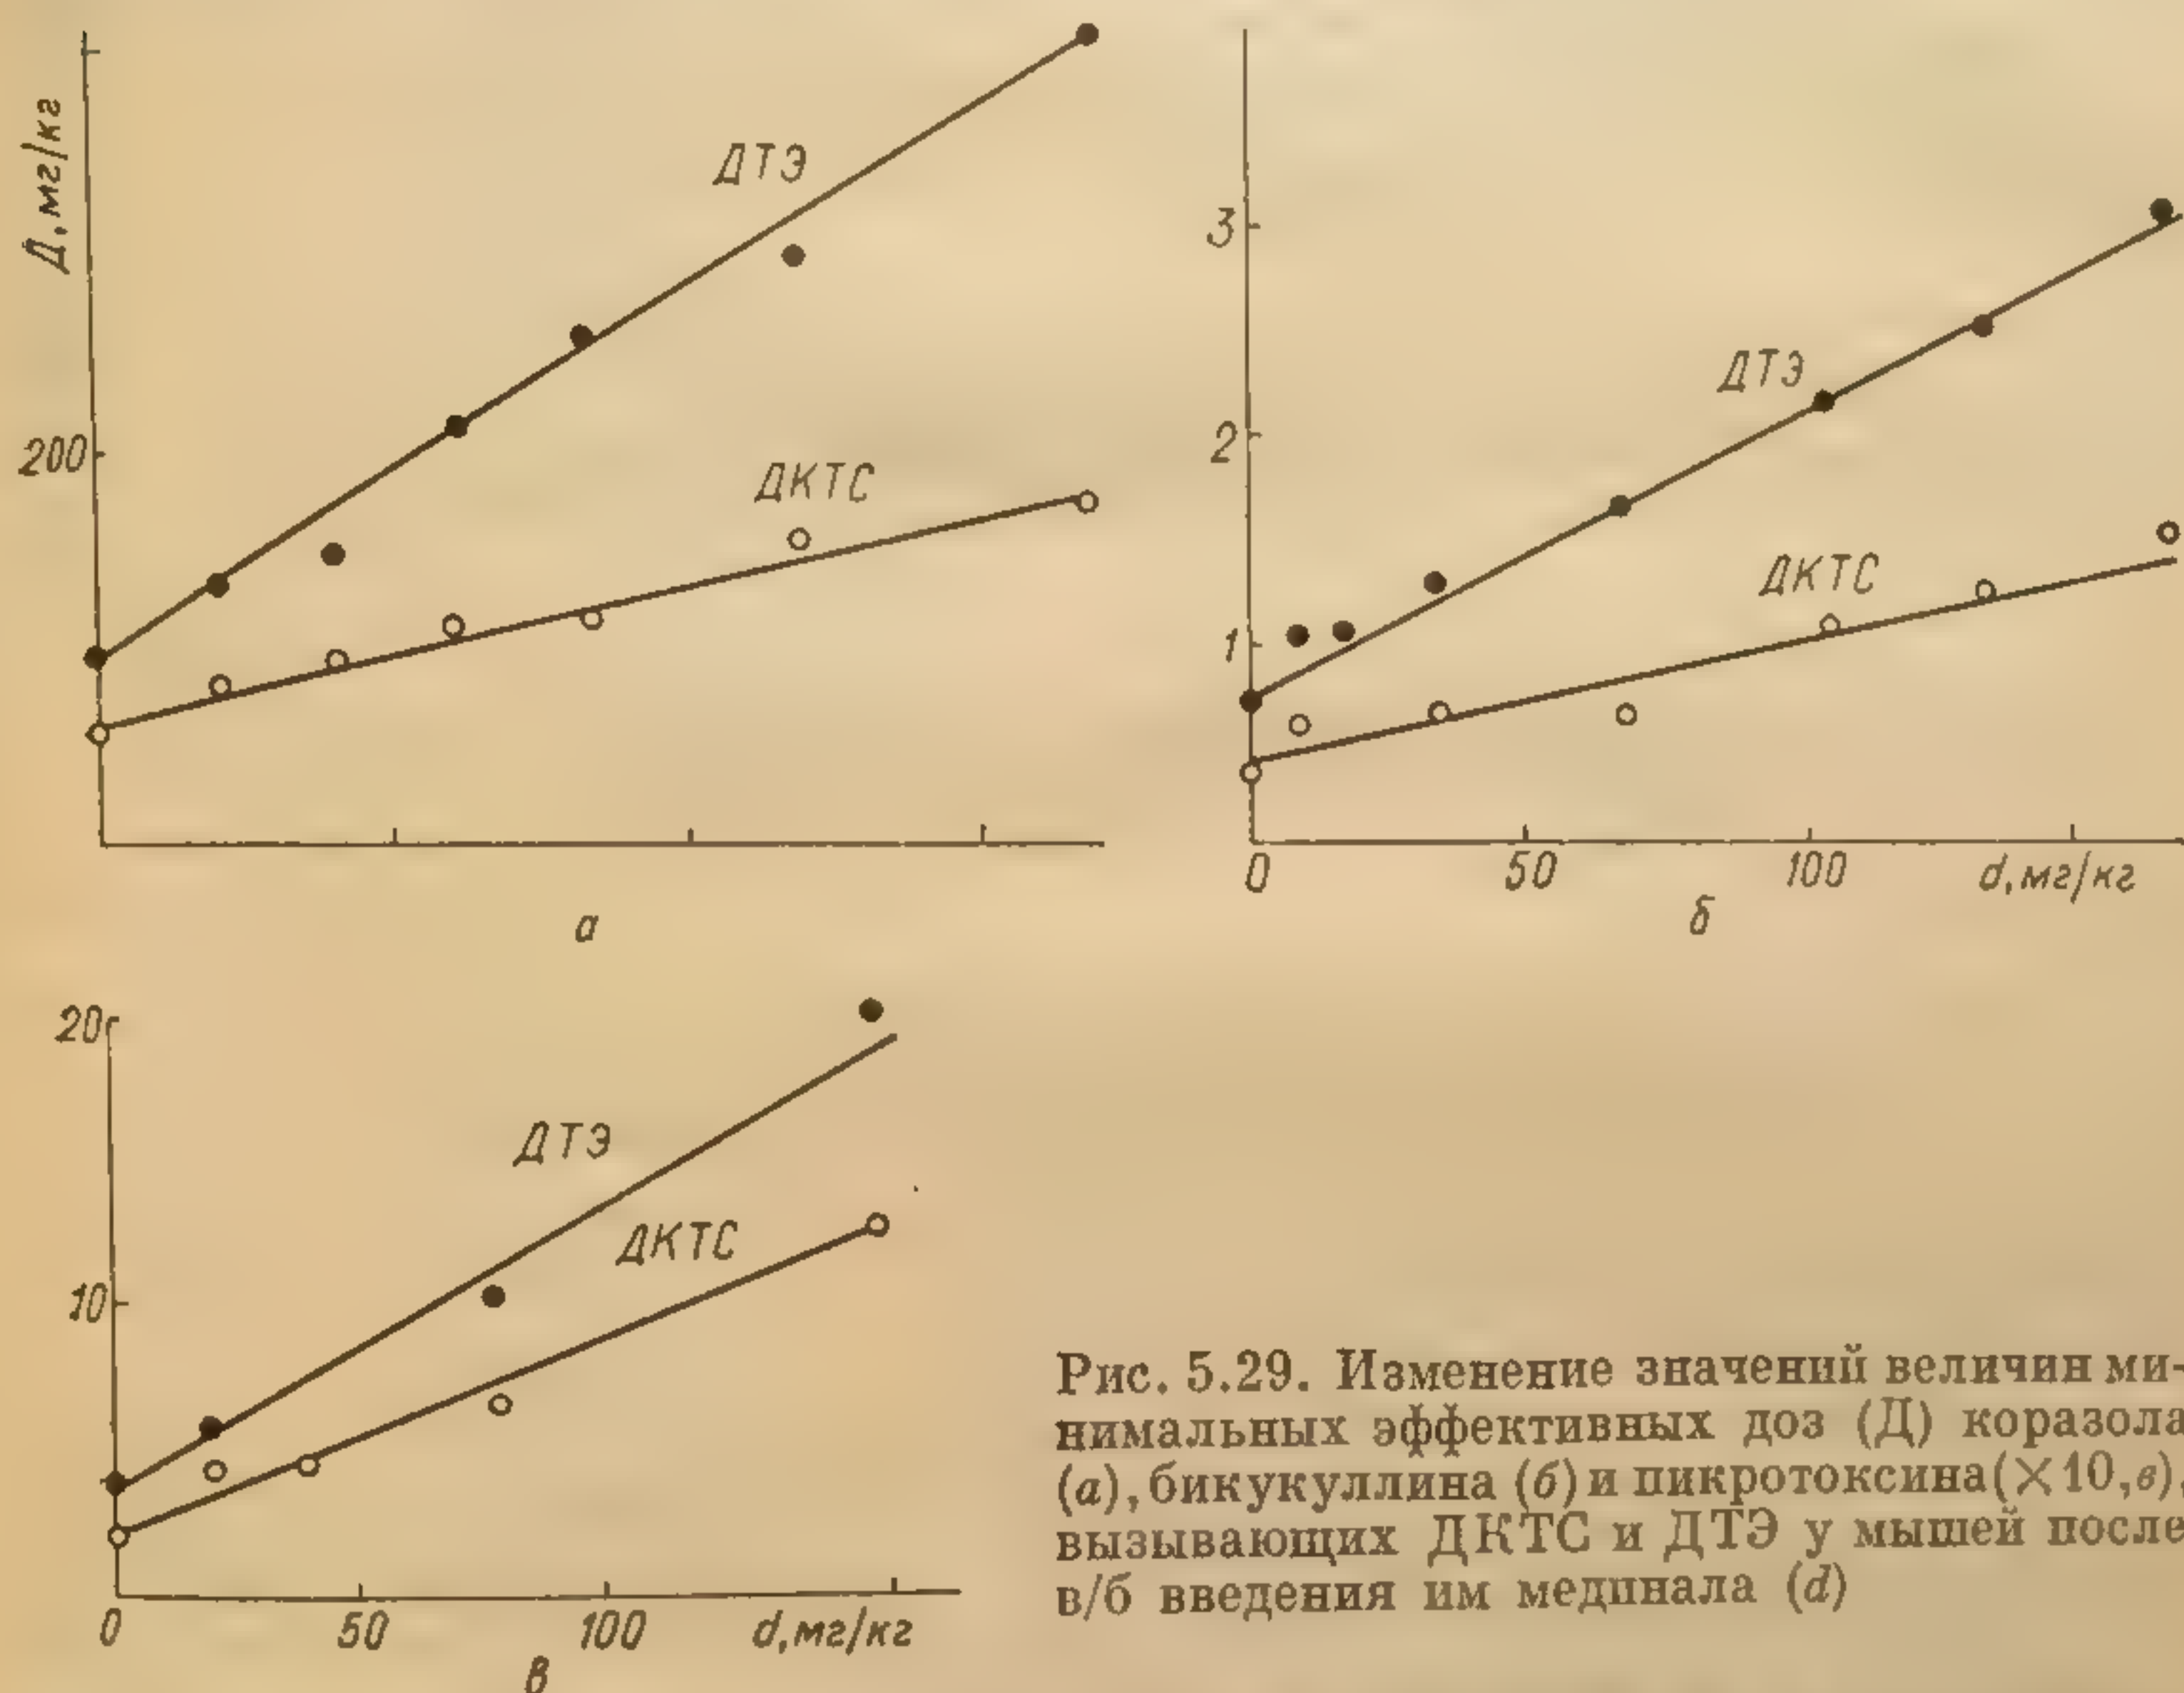 Д, мг/кг
200
ДТЭ
ДКТС
а
3
2
1
ДТЭ
ДКТС
0 50 100 d, мг/кг
б
20
10
ДТЭ
ДКТС
0 50 100 d, мг/кг
в
Рис. 5.29. Изменение значений величин ми-
нимальных эффективных доз (Д) коразола
(а), бикукуллина (б) и пикротоксина (×10, в),
вызывающих ДКТС и ДТЭ у мышей после
в/б введения им мединала (d)